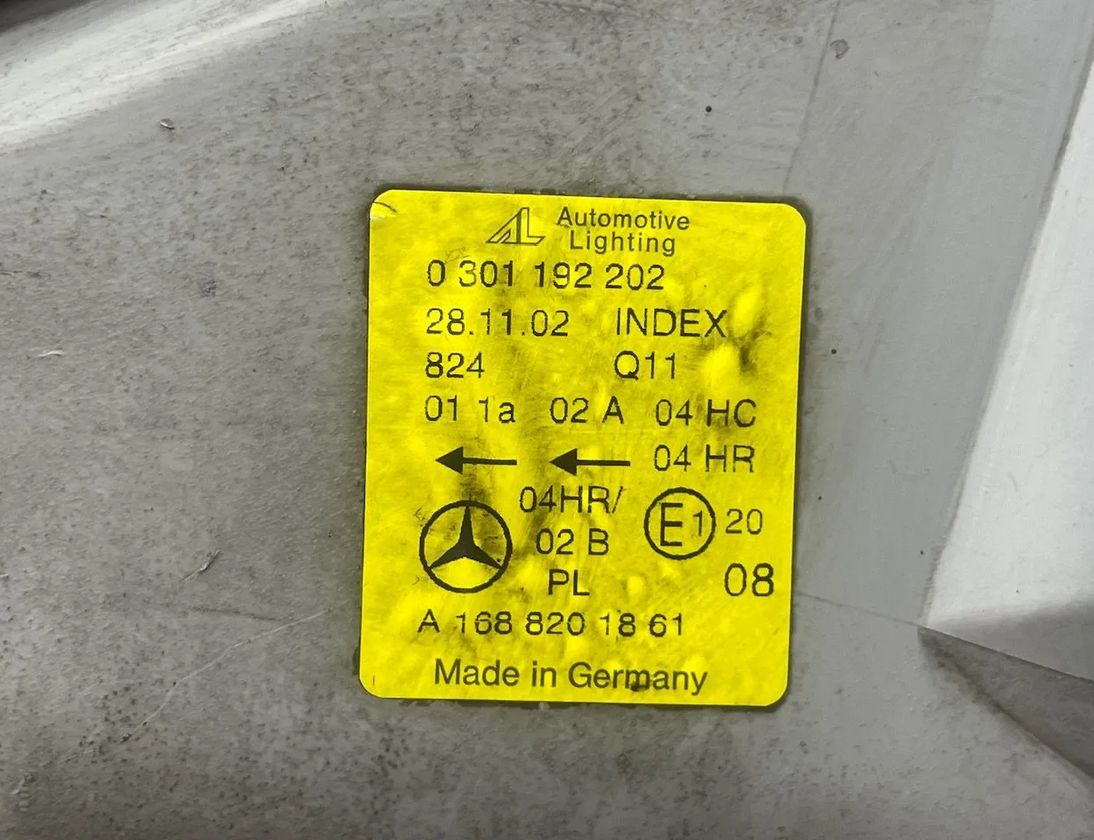 AL Automotive
Lighting
0 301 192 202
28.11.02 INDEX
824 Q11
01 1a 02 A 04 HC
04 HR
04HR/
02 B E1 20
PL 08
A 168 820 18 61
Made in Germany